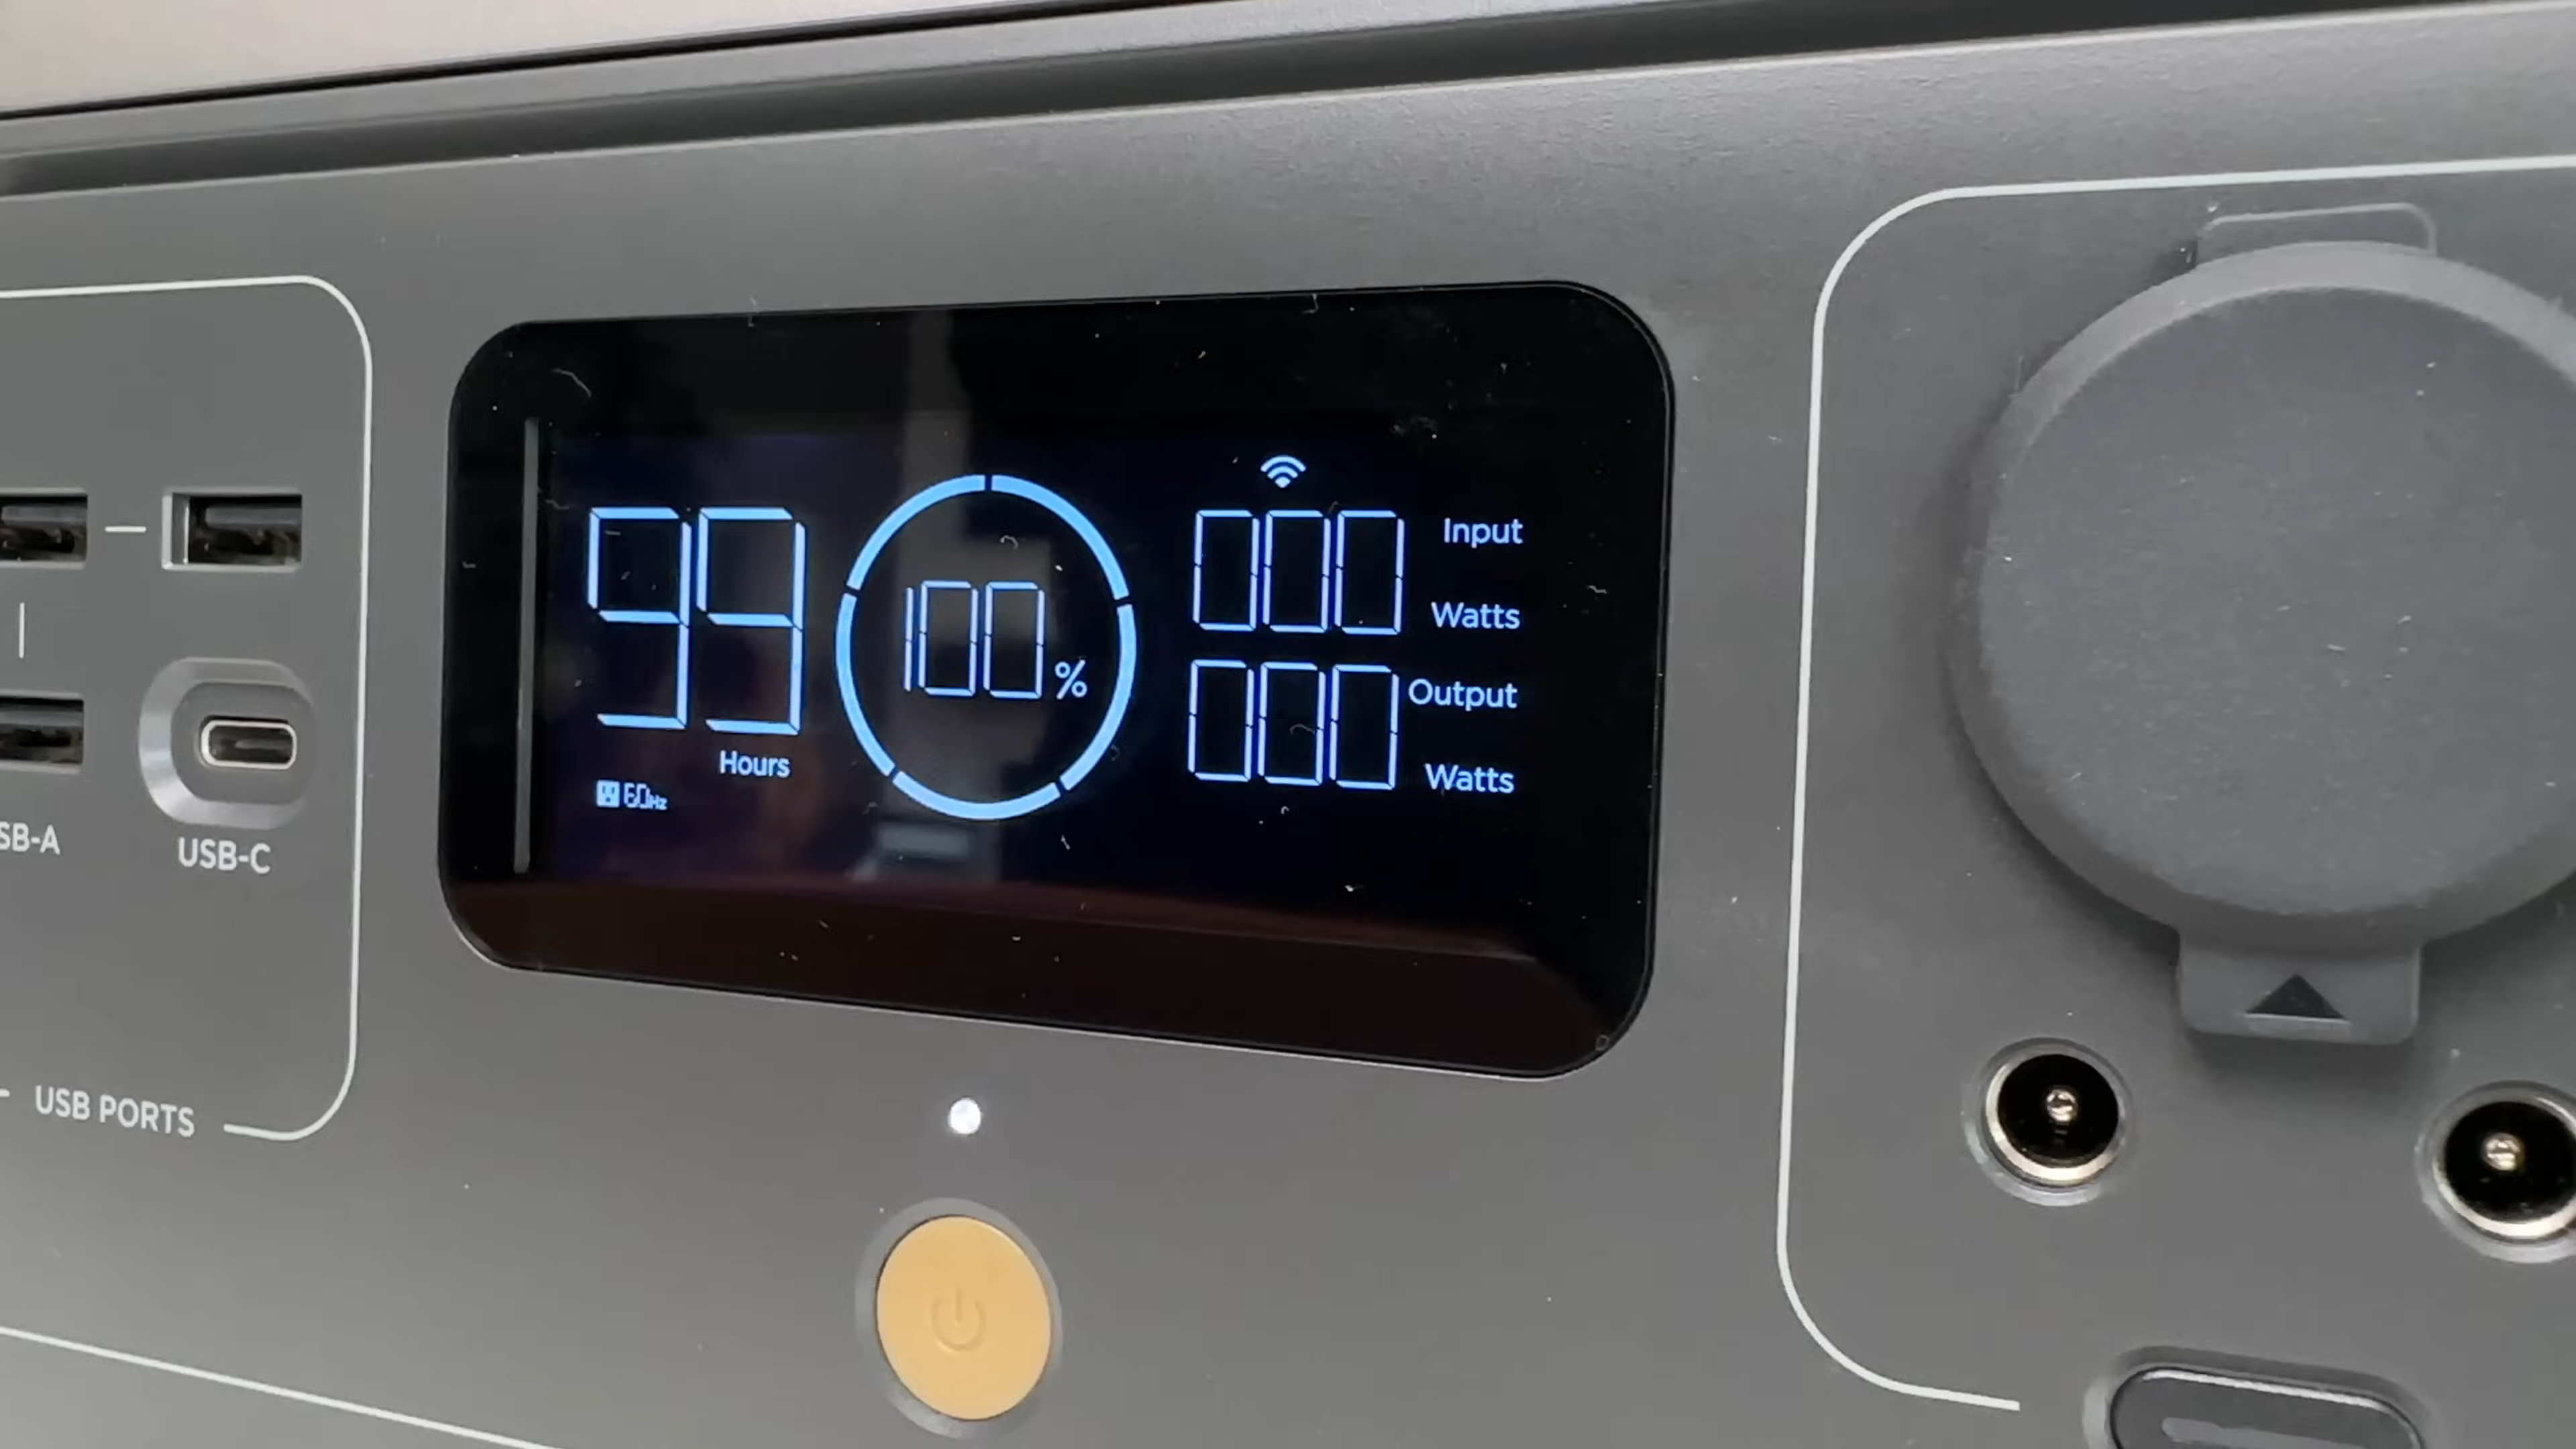 99
Hours
60Hz
100%
000
Input
Watts
000
Output
Watts
SB-A
USB-C
USB PORTS